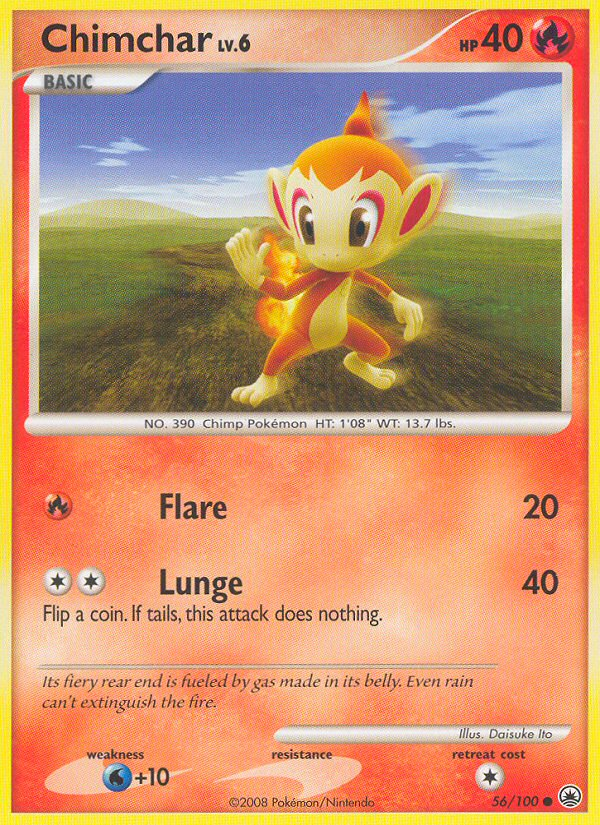 Chimchar LV.6 HP 40
BASIC
NO. 390 Chimp Pokémon HT: 1'08" WT: 13.7 lbs.
Flare 20
Lunge 40
Flip a coin. If tails, this attack does nothing.
Its fiery rear end is fueled by gas made in its belly. Even rain
can't extinguish the fire.
Illus. Daisuke Ito
weakness resistance retreat cost
+10
©2008 Pokémon/Nintendo 56/100